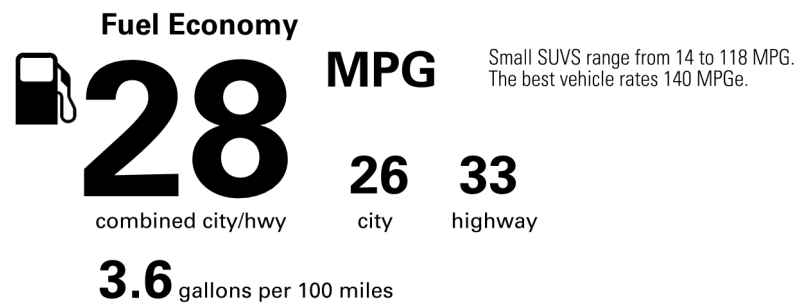 Fuel Economy
28
MPG
Small SUVS range from 14 to 118 MPG.
The best vehicle rates 140 MPGe.
combined city/hwy
26
city
33
highway
3.6 gallons per 100 miles